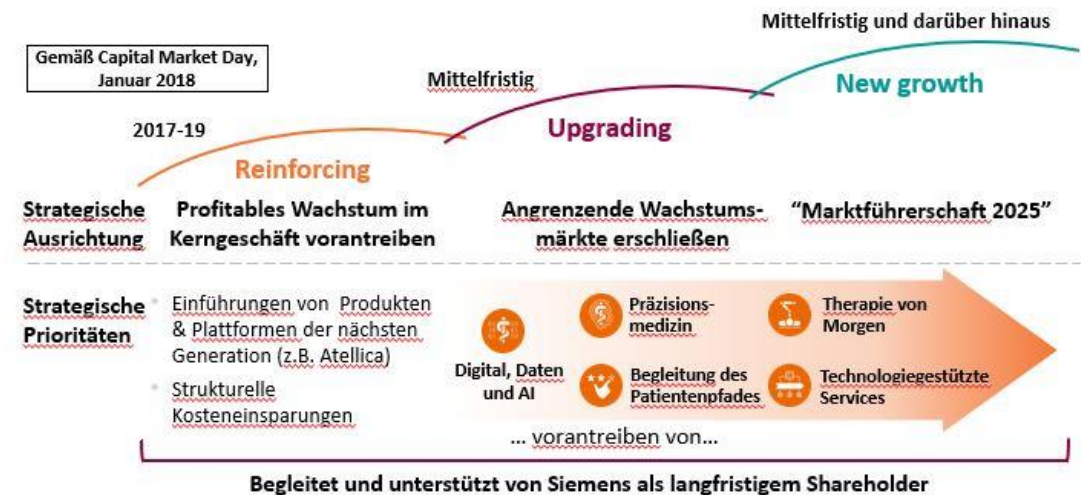 Gemäß Capital Market Day,
Januar 2018
2017-19
Reinforcing
Mittelfristig
Upgrading
Mittelfristig und darüber hinaus
New growth
Strategische
Ausrichtung
Profitables Wachstum im
Kerngeschäft vorantreiben
Angrenzende Wachstums-
märkte erschließen
“Marktführerschaft 2025”
Strategische
Prioritäten
Einführungen von Produkten
& Plattformen der nächsten
Generation (z.B. Atellica)
Strukturelle
Kosteneinsparungen
Digital, Daten
und AI
Präzisions-
medizin
Begleitung des
Patientenpfades
Therapie von
Morgen
Technologiegestützte
Services
... vorantreiben von...
Begleitet und unterstützt von Siemens als langfristigem Shareholder